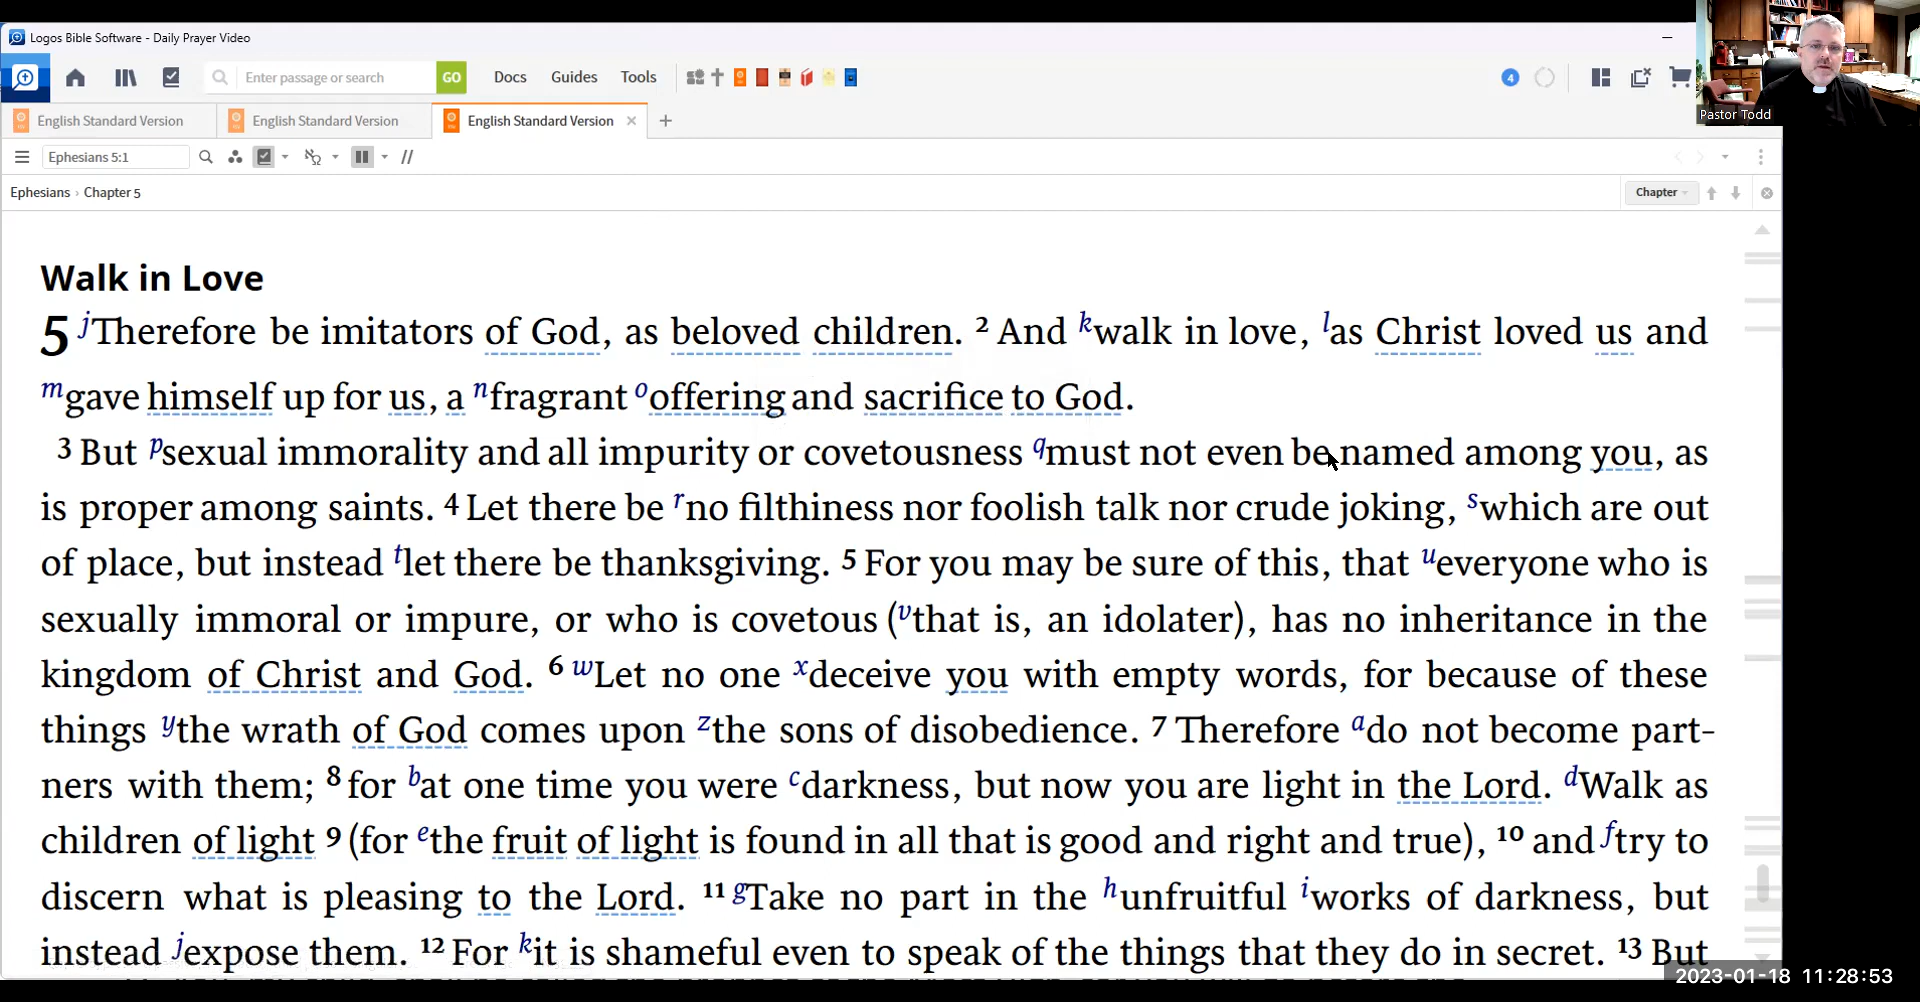 Logos Bible Software - Daily Prayer Video
Enter passage or search GO Docs Guides Tools 4
Pastor Todd
English Standard Version English Standard Version English Standard Version
Ephesians 5:1
Ephesians › Chapter 5 Chapter
Walk in Love
5 jTherefore be imitators of God, as beloved children. 2 And kwalk in love, las Christ loved us and
mgave himself up for us, a nfragrant ooffering and sacrifice to God.
3 But psexual immorality and all impurity or covetousness qmust not even be named among you, as
is proper among saints. 4 Let there be rno filthiness nor foolish talk nor crude joking, swhich are out
of place, but instead tlet there be thanksgiving. 5 For you may be sure of this, that ueveryone who is
sexually immoral or impure, or who is covetous (vthat is, an idolater), has no inheritance in the
kingdom of Christ and God. 6 wLet no one xdeceive you with empty words, for because of these
things ythe wrath of God comes upon zthe sons of disobedience. 7 Therefore ado not become part-
ners with them; 8 for bat one time you were cdarkness, but now you are light in the Lord. dWalk as
children of light 9 (for ethe fruit of light is found in all that is good and right and true), 10 and ftry to
discern what is pleasing to the Lord. 11 gTake no part in the hunfruitful iworks of darkness, but
instead jexpose them. 12 For kit is shameful even to speak of the things that they do in secret. 13 But
2023-01-18 11:28:53